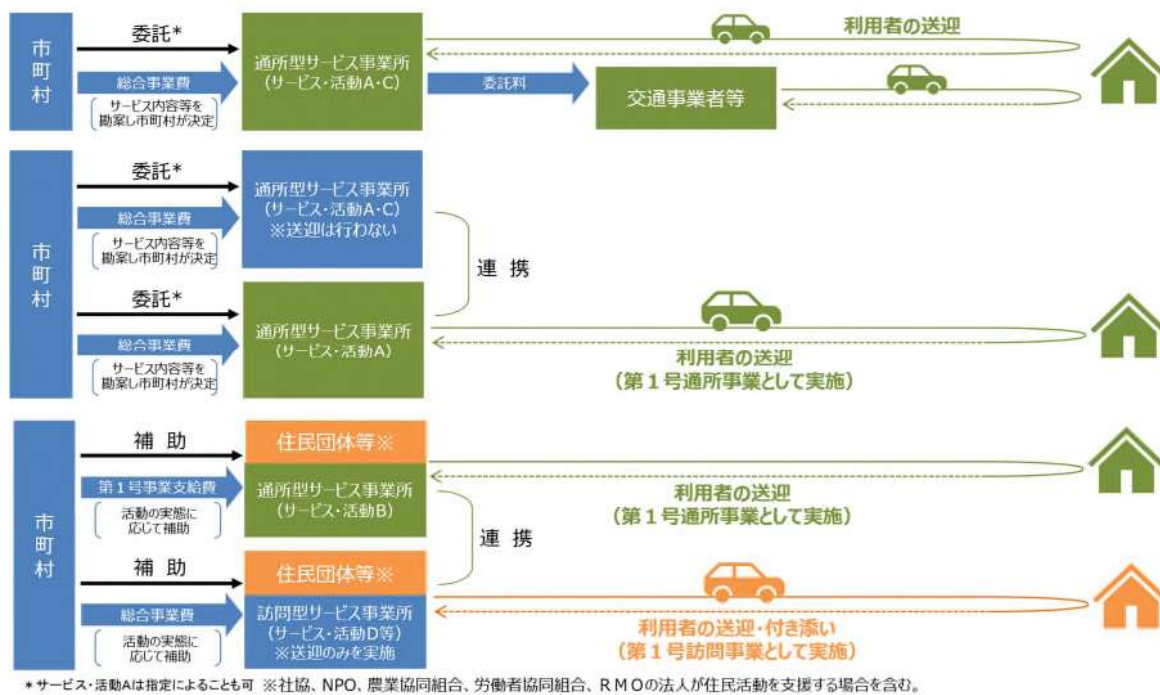 市町村
委託*
総合事業費
サービス内容等を
勘案し市町村が決定
通所型サービス事業所
(サービス・活動A・C)
委託料
交通事業者等
利用者の送迎
市町村
委託*
総合事業費
サービス内容等を
勘案し市町村が決定
通所型サービス事業所
(サービス・活動A・C)
※送迎は行わない
連携
委託*
総合事業費
サービス内容等を
勘案し市町村が決定
通所型サービス事業所
(サービス・活動A)
利用者の送迎
(第1号通所事業として実施)
市町村
補助
第1号事業支給費
活動の実態に
応じて補助
住民団体等※
通所型サービス事業所
(サービス・活動B)
利用者の送迎
(第1号通所事業として実施)
連携
補助
総合事業費
活動の実態に
応じて補助
住民団体等※
訪問型サービス事業所
(サービス・活動D等)
※送迎のみを実施
利用者の送迎・付き添い
(第1号訪問事業として実施)
*サービス・活動Aは指定によることも可 ※社協、NPO、農業協同組合、労働者協同組合、RMOの法人が住民活動を支援する場合を含む。